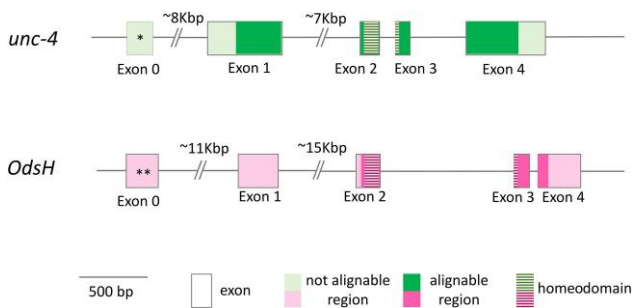 ~8Kbp ~7Kbp
unc-4
*
Exon 0 Exon 1 Exon 2 Exon 3 Exon 4
~11Kbp ~15Kbp
OdsH
**
Exon 0 Exon 1 Exon 2 Exon 3 Exon 4
500 bp
exon
not alignable
region
alignable
region
homeodomain